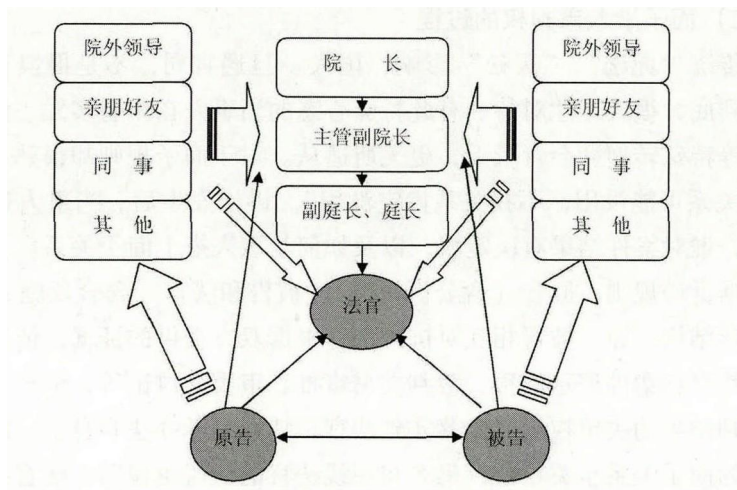 院外领导
亲朋好友
同 事
其 他
院 长
主管副院长
副庭长、庭长
院外领导
亲朋好友
同 事
其 他
法官
原告
被告